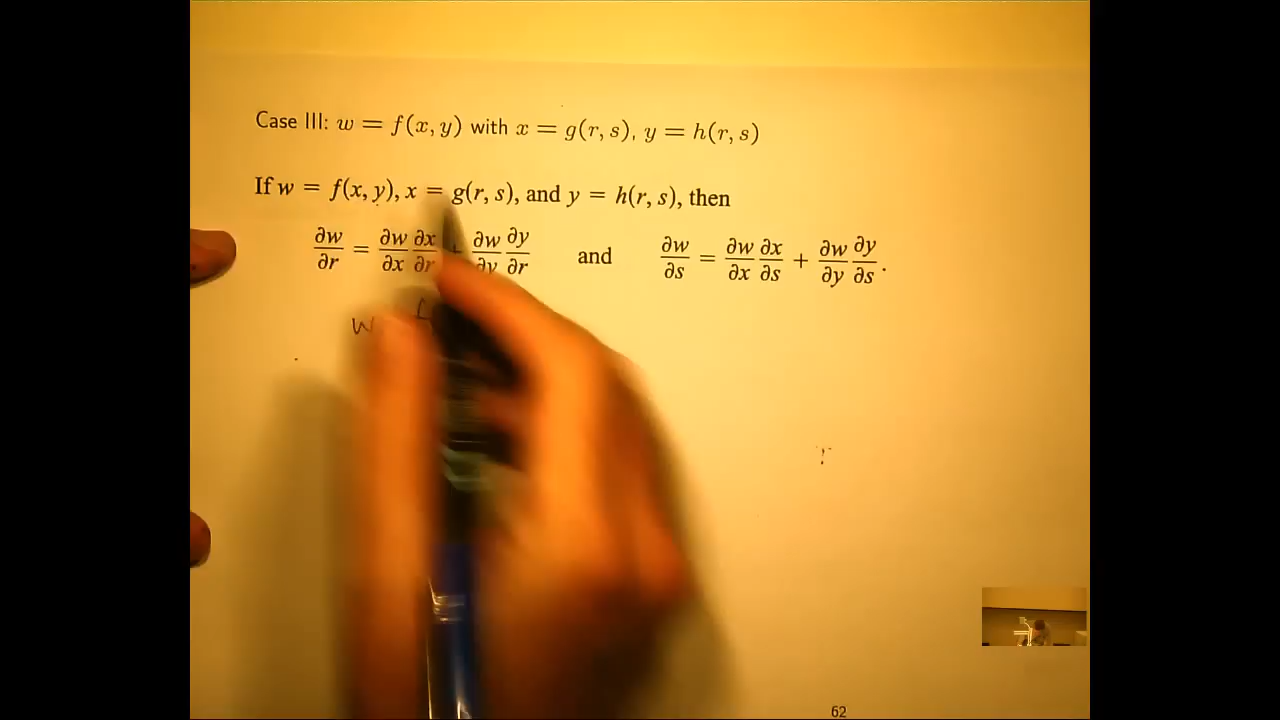 Case III: w = f(x, y) with x = g(r, s), y = h(r, s)
If w = f(x, y), x = g(r, s), and y = h(r, s), then
∂w/∂r = ∂w/∂x ∂x/∂r + ∂w/∂y ∂y/∂r and ∂w/∂s = ∂w/∂x ∂x/∂s + ∂w/∂y ∂y/∂s.
w
62